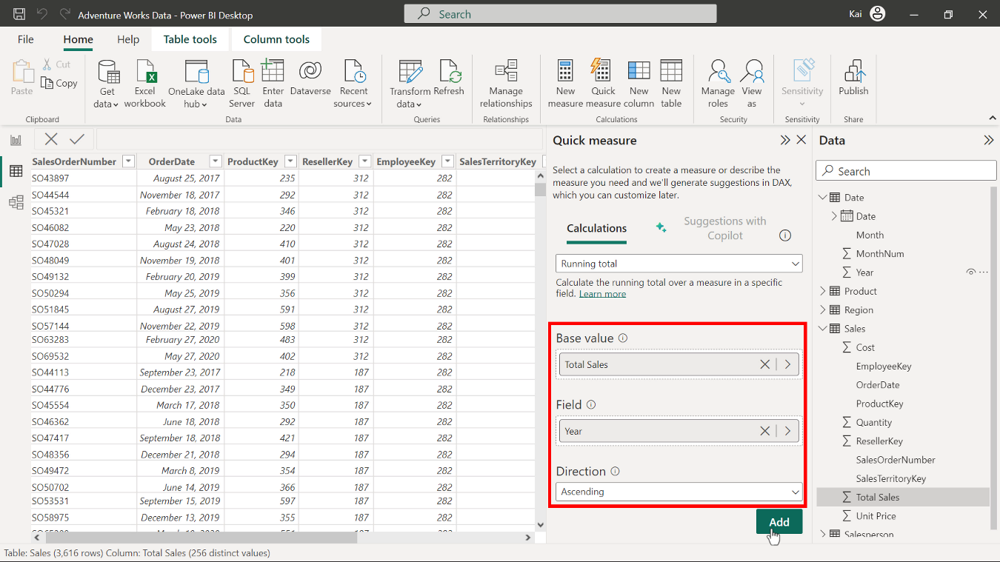 Adventure Works Data - Power BI Desktop
Search
Kai
File Home Help Table tools Column tools
Paste
Cut
Copy
Clipboard
Get data
Excel workbook
OneLake data hub
SQL Server
Enter data
Dataverse
Recent sources
Data
Transform data
Refresh
Queries
Manage relationships
Relationships
New measure
Quick measure
New column
New table
Calculations
Manage roles
View as
Security
Sensitivity
Sensitivity
Publish
Share
SalesOrderNumber OrderDate ProductKey ResellerKey EmployeeKey SalesTerritoryKey
SO43897 August 25, 2017 235 312 282
SO44544 November 18, 2017 292 312 282
SO45321 February 18, 2018 346 312 282
SO46082 May 23, 2018 220 312 282
SO47028 August 24, 2018 410 312 282
SO48049 November 19, 2018 401 312 282
SO49132 February 20, 2019 399 312 282
SO50294 May 25, 2019 356 312 282
SO51845 August 27, 2019 591 312 282
SO57144 November 22, 2019 598 312 282
SO63283 February 27, 2020 483 312 282
SO69532 May 27, 2020 402 312 282
SO44113 September 23, 2017 218 187 282
SO44776 December 23, 2017 349 187 282
SO45554 March 17, 2018 350 187 282
SO46362 June 18, 2018 292 187 282
SO47417 September 18, 2018 421 187 282
SO48356 December 21, 2018 294 187 282
SO49472 March 8, 2019 354 187 282
SO50702 June 14, 2019 366 187 282
SO53531 September 15, 2019 597 187 282
SO58975 December 13, 2019 355 187 282
Quick measure
Select a calculation to create a measure or describe the
measure you need and we'll generate suggestions in DAX,
which you can customize later.
Calculations
Suggestions with
Copilot
Running total
Calculate the running total over a measure in a specific
field. Learn more
Base value
Total Sales
Field
Year
Direction
Ascending
Add
Data
Search
Date
Date
Month
MonthNum
Year
Product
Region
Sales
Cost
EmployeeKey
OrderDate
ProductKey
Quantity
ResellerKey
SalesOrderNumber
SalesTerritoryKey
Total Sales
Unit Price
Salesperson
Table: Sales (3,616 rows) Column: Total Sales (256 distinct values)